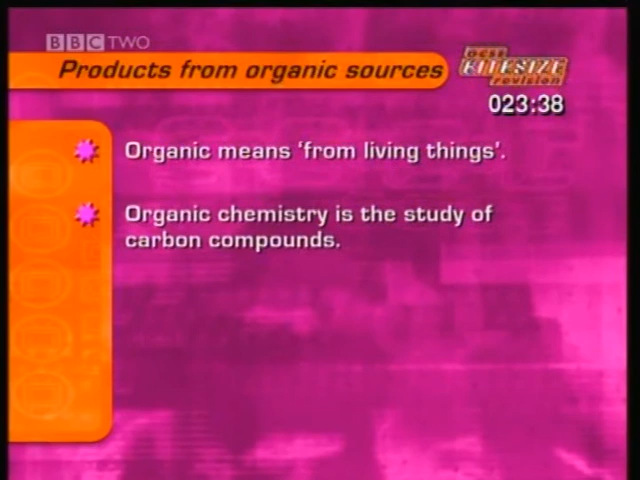 BBC TWO
Products from organic sources
GCSE
BITESIZE
revision
023:38
Organic means ‘from living things’.
Organic chemistry is the study of
carbon compounds.